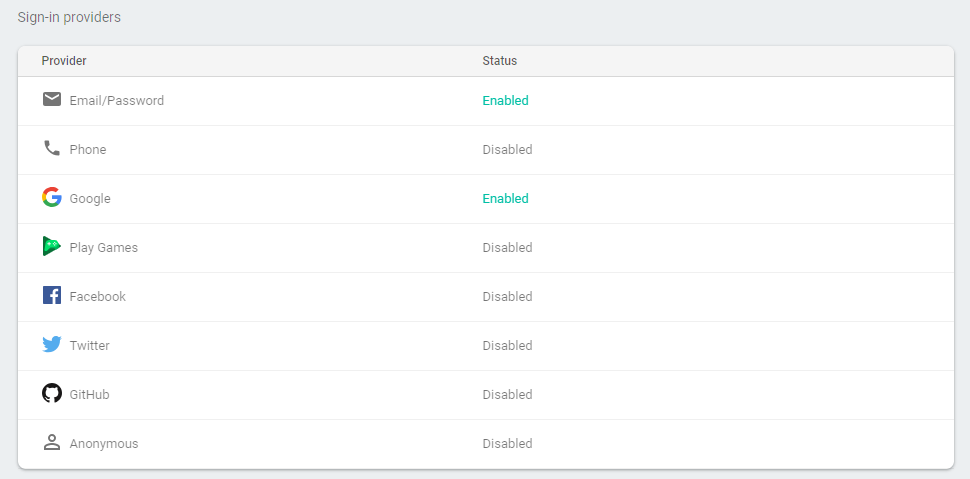 Sign-in providers
Provider Status
Email/Password Enabled
Phone Disabled
Google Enabled
Play Games Disabled
Facebook Disabled
Twitter Disabled
GitHub Disabled
Anonymous Disabled